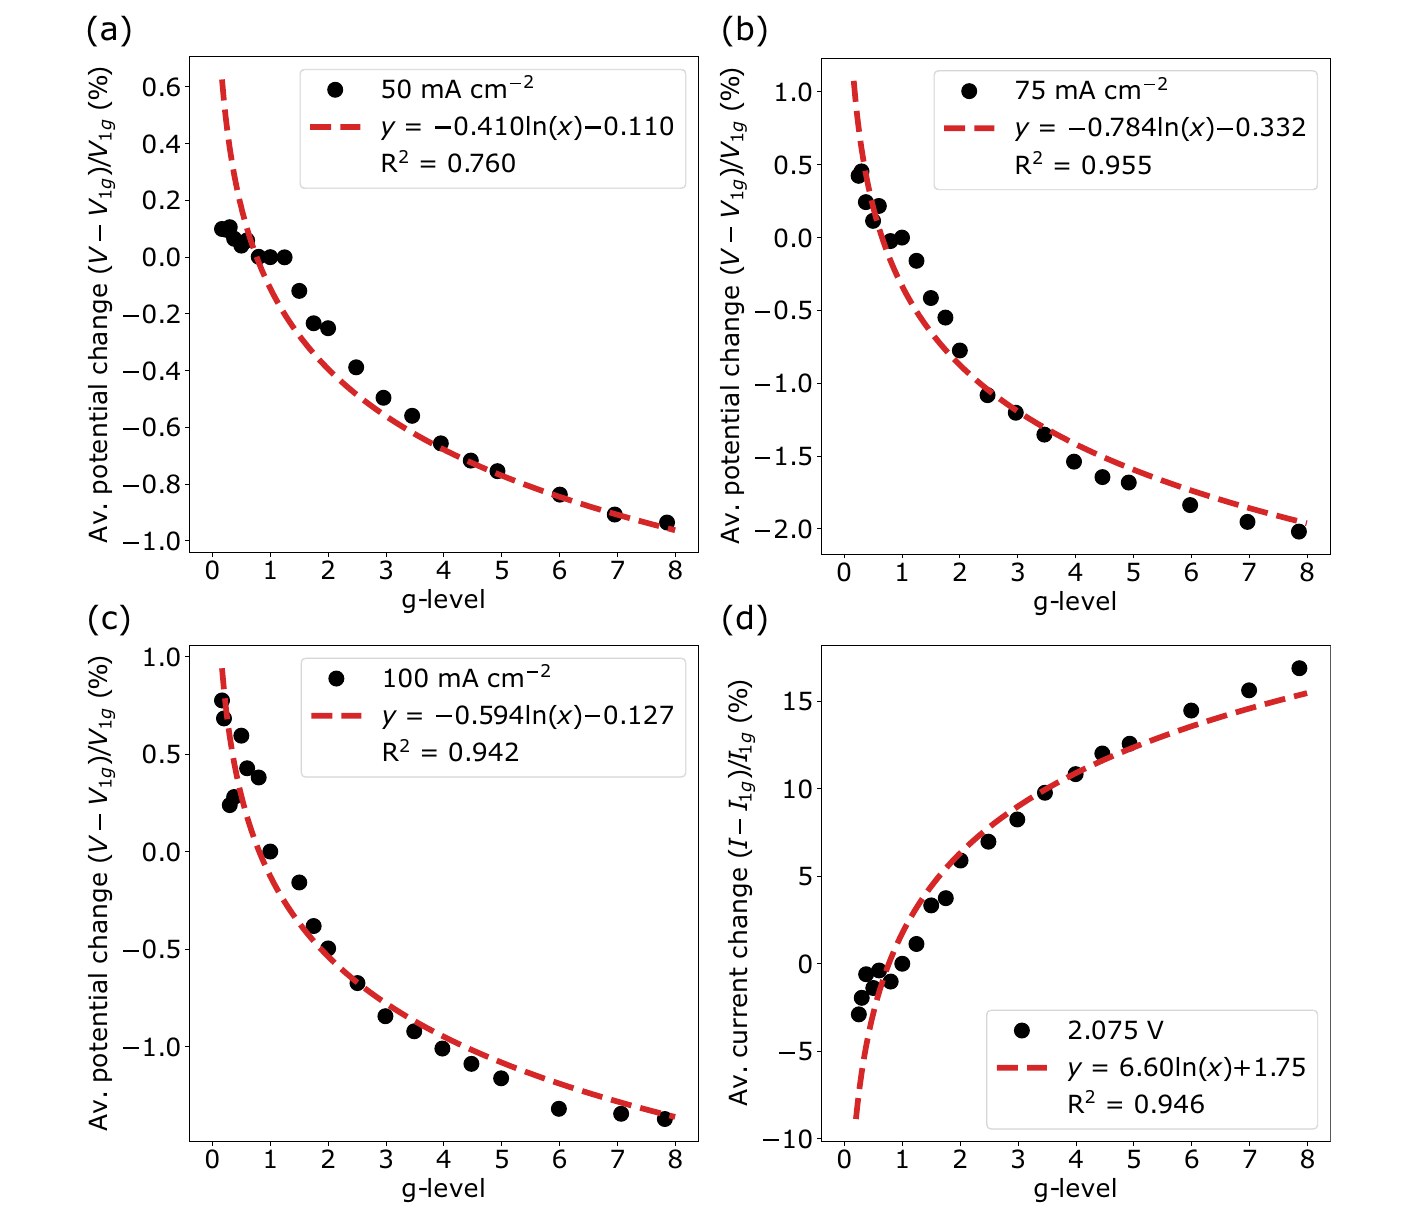 (a)
Av. potential change (V − V₁g)/V₁g (%)
0.6
0.4
0.2
0.0
−0.2
−0.4
−0.6
−0.8
−1.0
50 mA cm⁻²
y = −0.410ln(x)−0.110
R² = 0.760
0 1 2 3 4 5 6 7 8
g-level
(b)
Av. potential change (V − V₁g)/V₁g (%)
1.0
0.5
0.0
−0.5
−1.0
−1.5
−2.0
75 mA cm⁻²
y = −0.784ln(x)−0.332
R² = 0.955
0 1 2 3 4 5 6 7 8
g-level
(c)
Av. potential change (V − V₁g)/V₁g (%)
1.0
0.5
0.0
−0.5
−1.0
100 mA cm⁻²
y = −0.594ln(x)−0.127
R² = 0.942
0 1 2 3 4 5 6 7 8
g-level
(d)
Av. current change (I − I₁g)/I₁g (%)
15
10
5
0
−5
−10
2.075 V
y = 6.60ln(x)+1.75
R² = 0.946
0 1 2 3 4 5 6 7 8
g-level